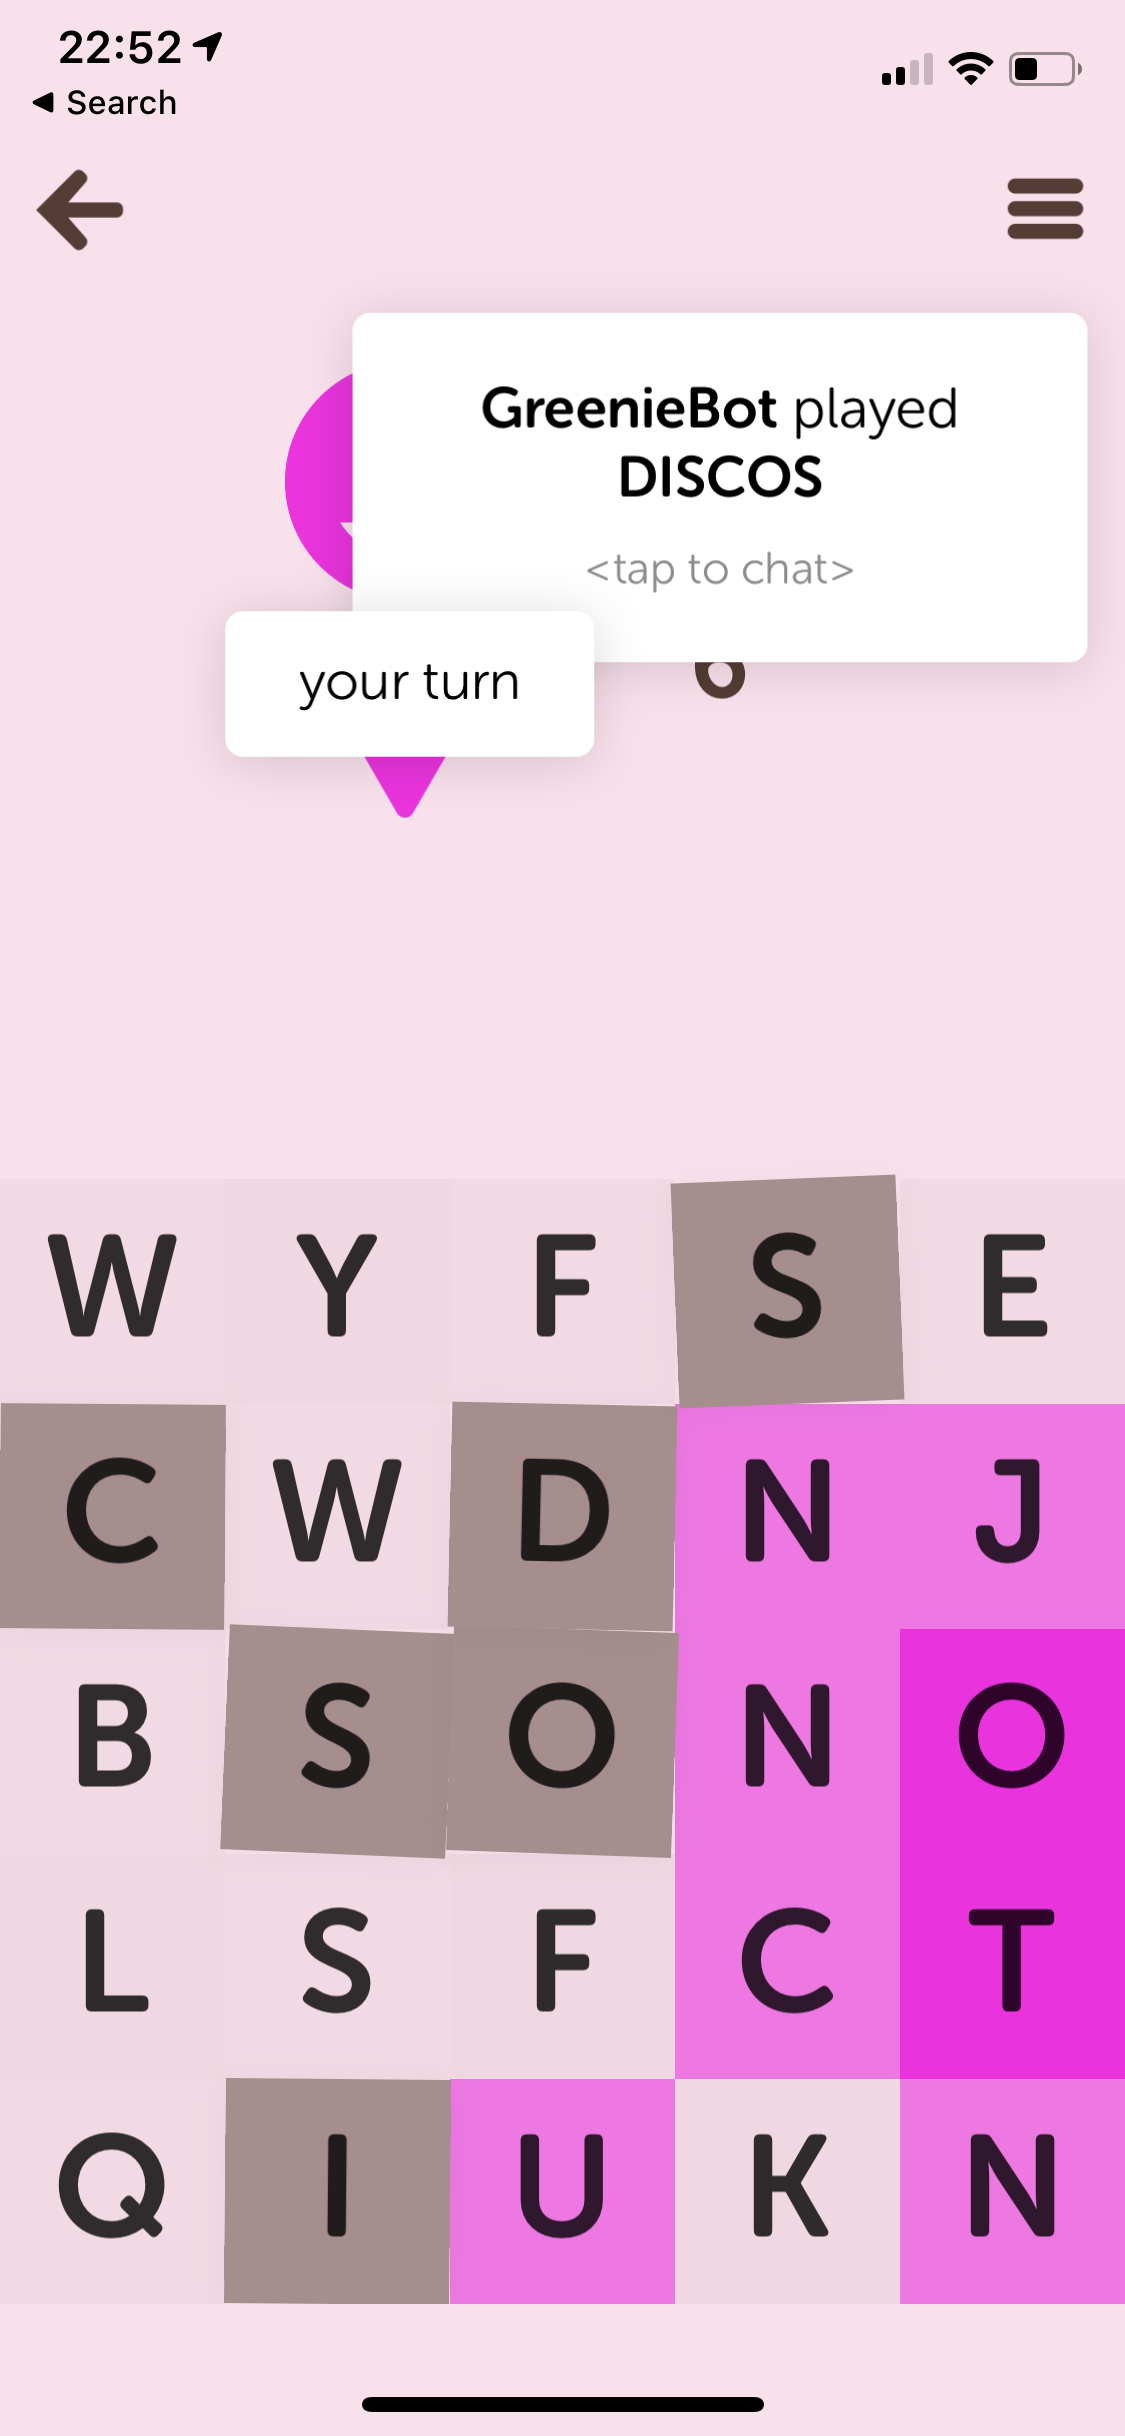 22:52
Search
GreenieBot played
DISCOS
<tap to chat>
your turn
6
W Y F S E
C W D N J
B S O N O
L S F C T
Q I U K N